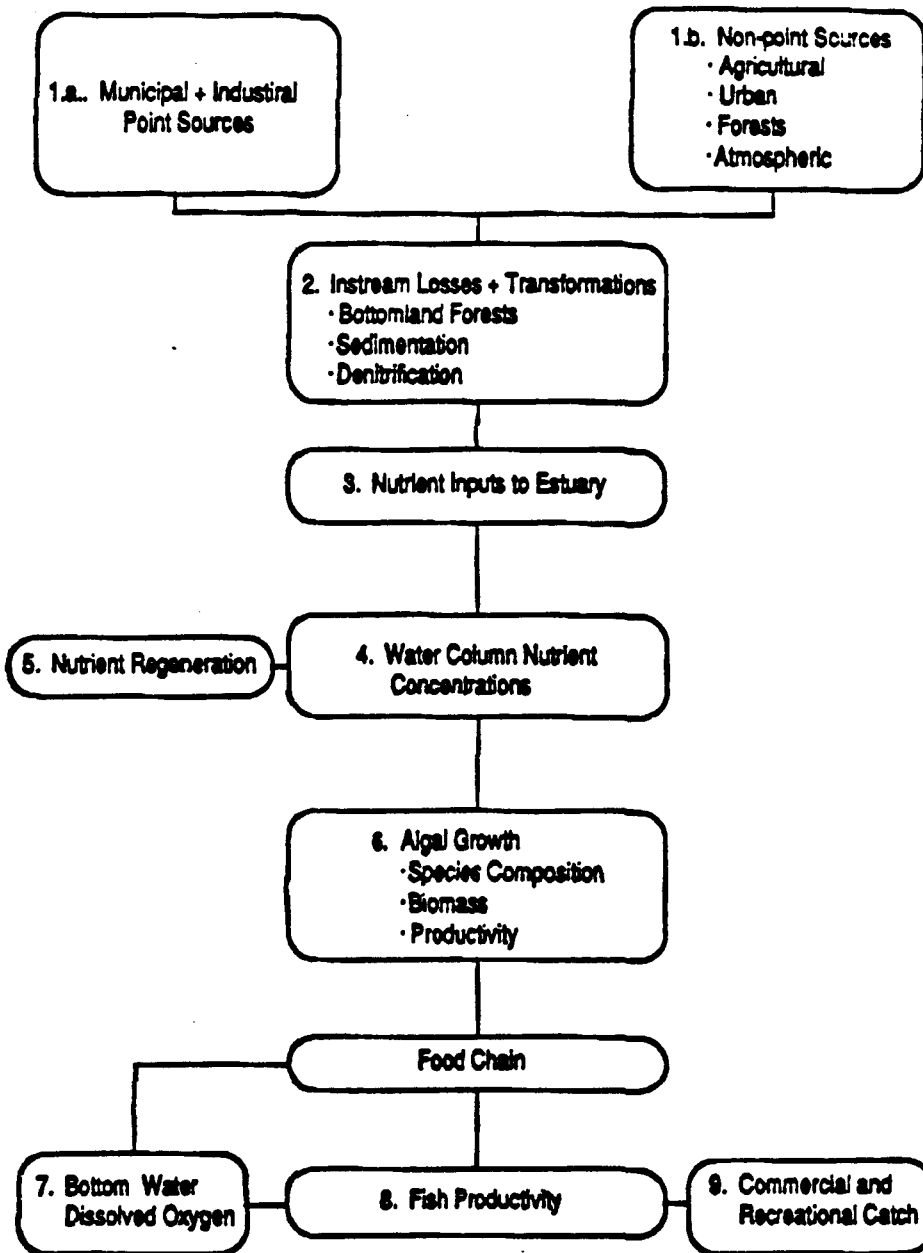 1.a.. Municipal + Industiral
Point Sources
1.b. Non-point Sources
· Agricultural
· Urban
· Forests
· Atmospheric
2. Instream Losses + Transformations
· Bottomland Forests
· Sedimentation
· Denitrification
3. Nutrient Inputs to Estuary
5. Nutrient Regeneration
4. Water Column Nutrient
Concentrations
6. Algal Growth
· Species Composition
· Biomass
· Productivity
Food Chain
7. Bottom Water
Dissolved Oxygen
8. Fish Productivity
9. Commercial and
Recreational Catch